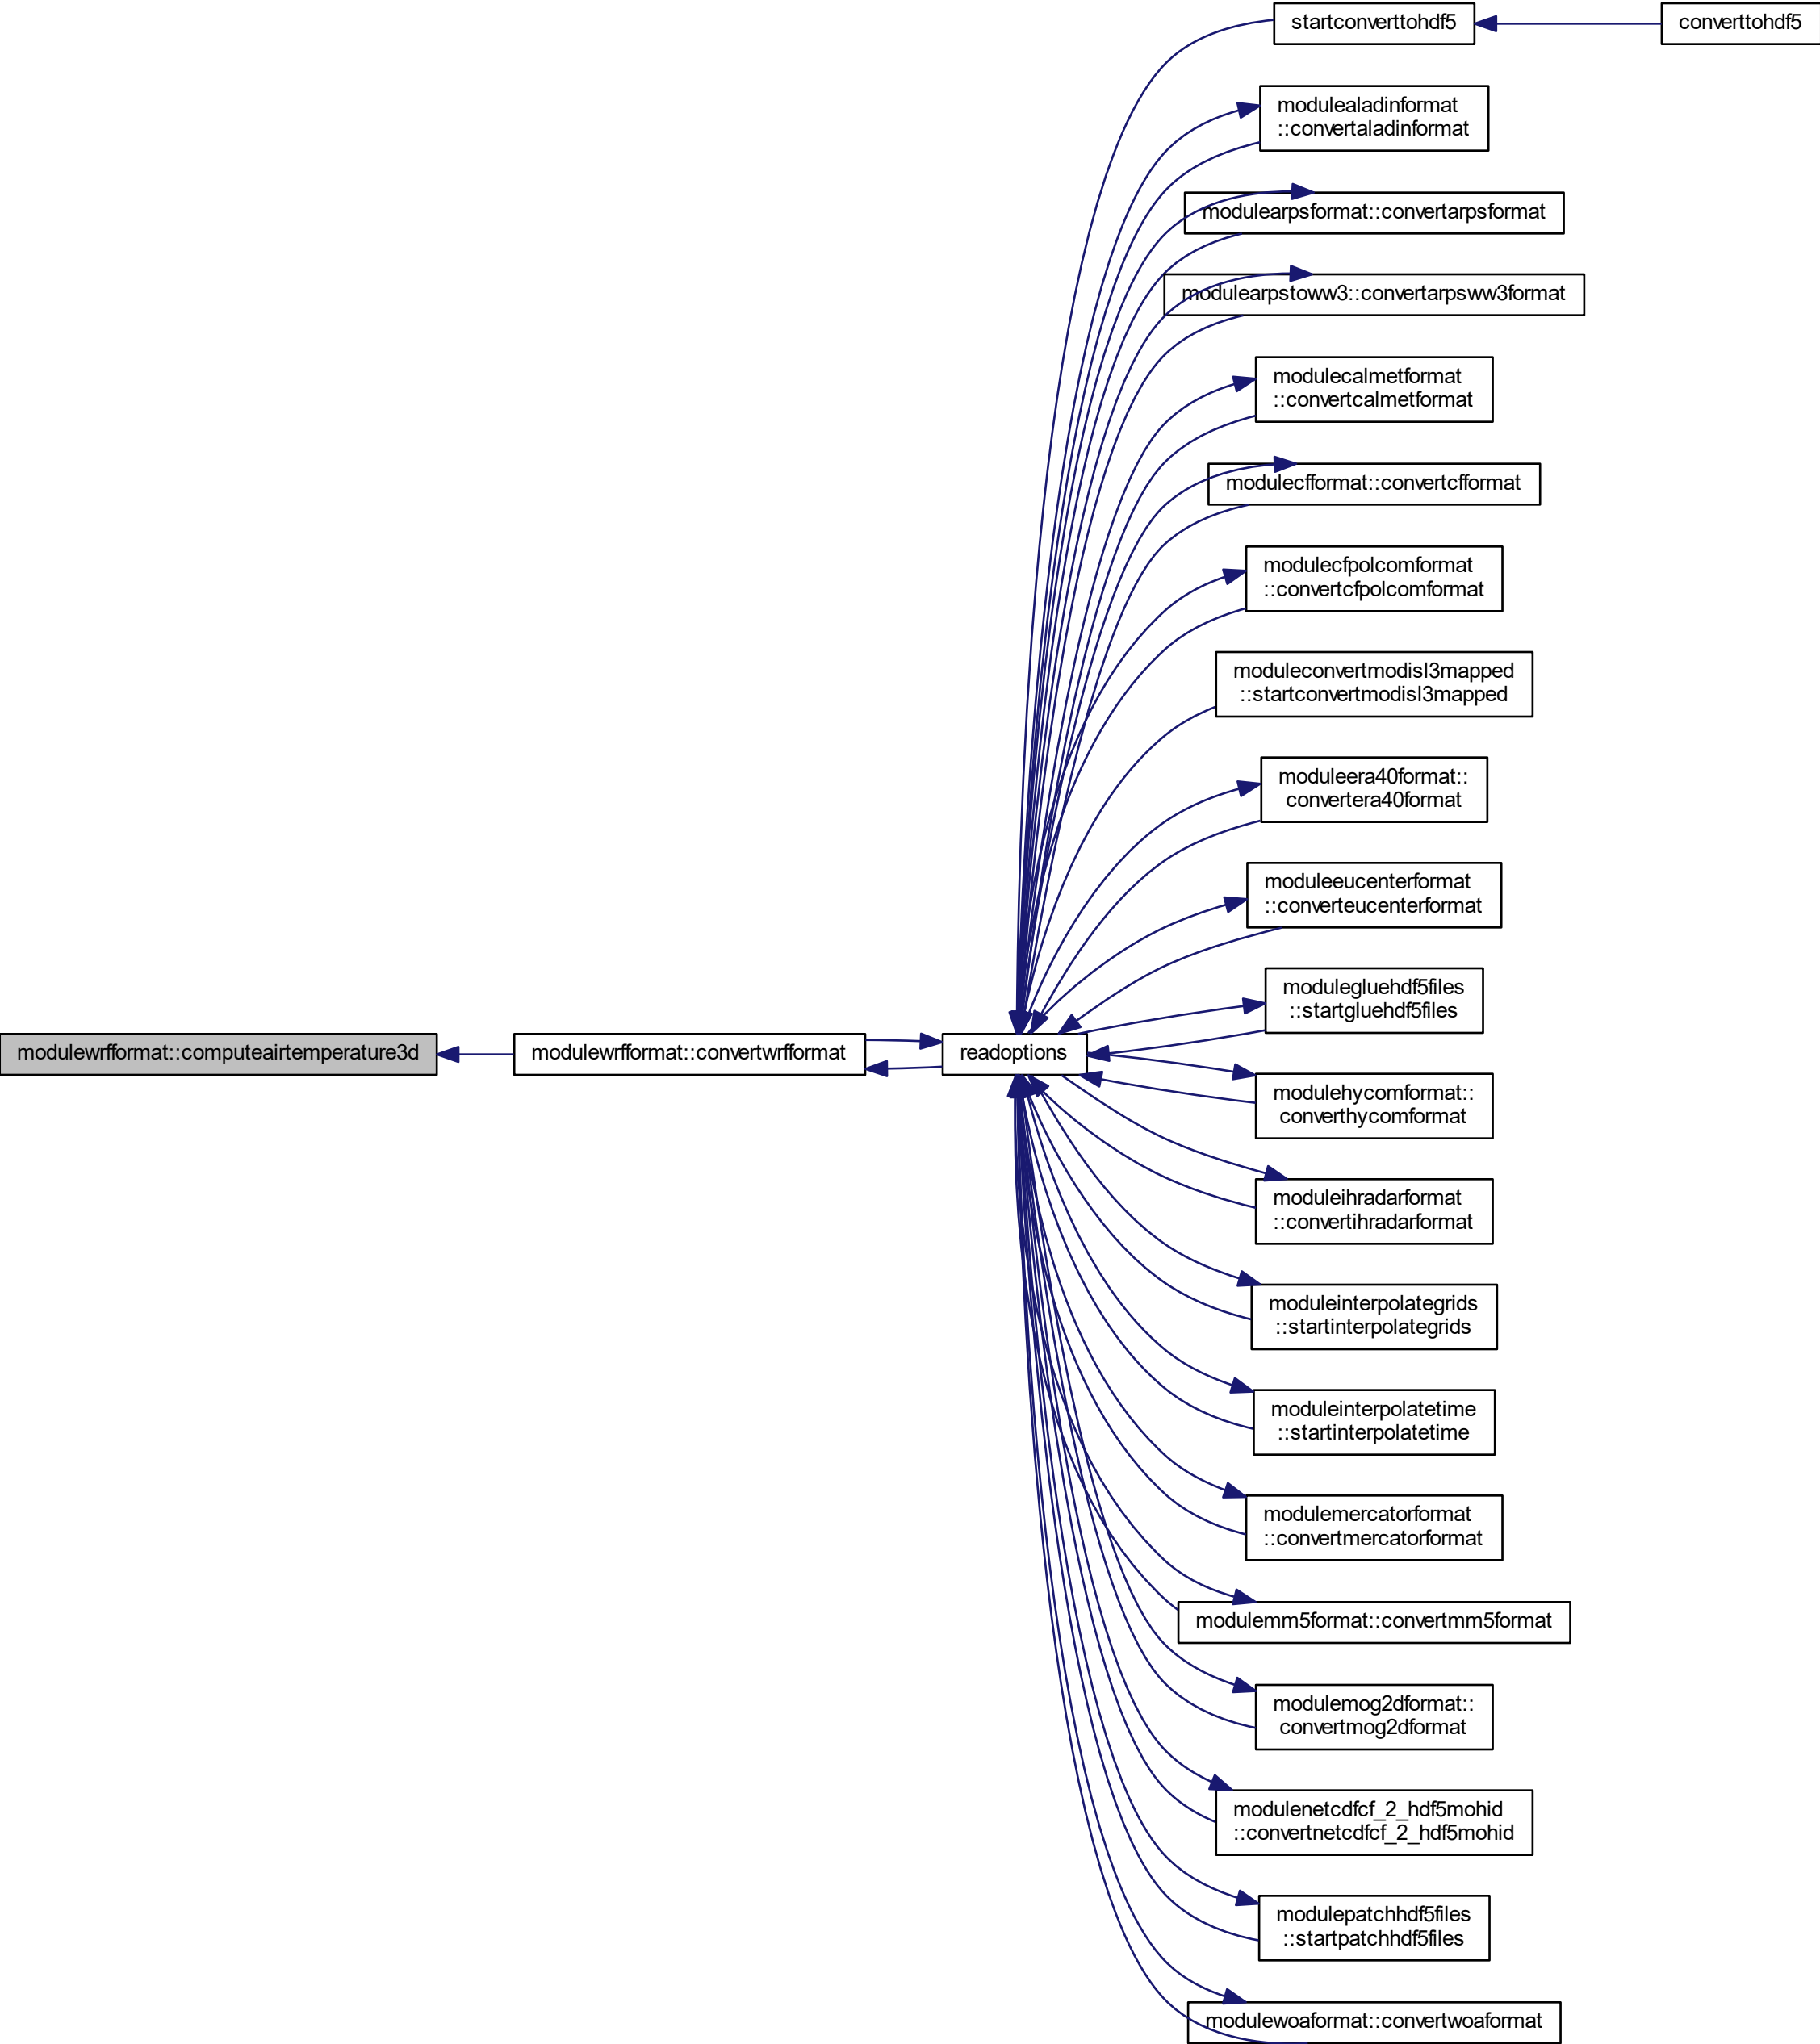 startconverttohdf5
converttohdf5
modulealadinformat
::convertaladinformat
modulearpsformat::convertarpsformat
modulearpstoww3::convertarpsww3format
modulecalmetformat
::convertcalmetformat
modulecfformat::convertcfformat
modulecfpolcomformat
::convertcfpolcomformat
moduleconvertmodisl3mapped
::startconvertmodisl3mapped
moduleera40format::
convertera40format
moduleeucenterformat
::converteucenterformat
modulegluehdf5files
::startgluehdf5files
modulewrfformat::computeairtemperature3d
modulewrfformat::convertwrfformat
readoptions
modulehycomformat::
converthycomformat
moduleihradarformat
::convertihradarformat
moduleinterpolategrids
::startinterpolategrids
moduleinterpolatetime
::startinterpolatetime
modulemercatorformat
::convertmercatorformat
modulemm5format::convertmm5format
modulemog2dformat::
convertmog2dformat
modulenetcdfcf_2_hdf5mohid
::convertnetcdfcf_2_hdf5mohid
modulepatchhdf5files
::startpatchhdf5files
modulewoaformat::convertwoaformat